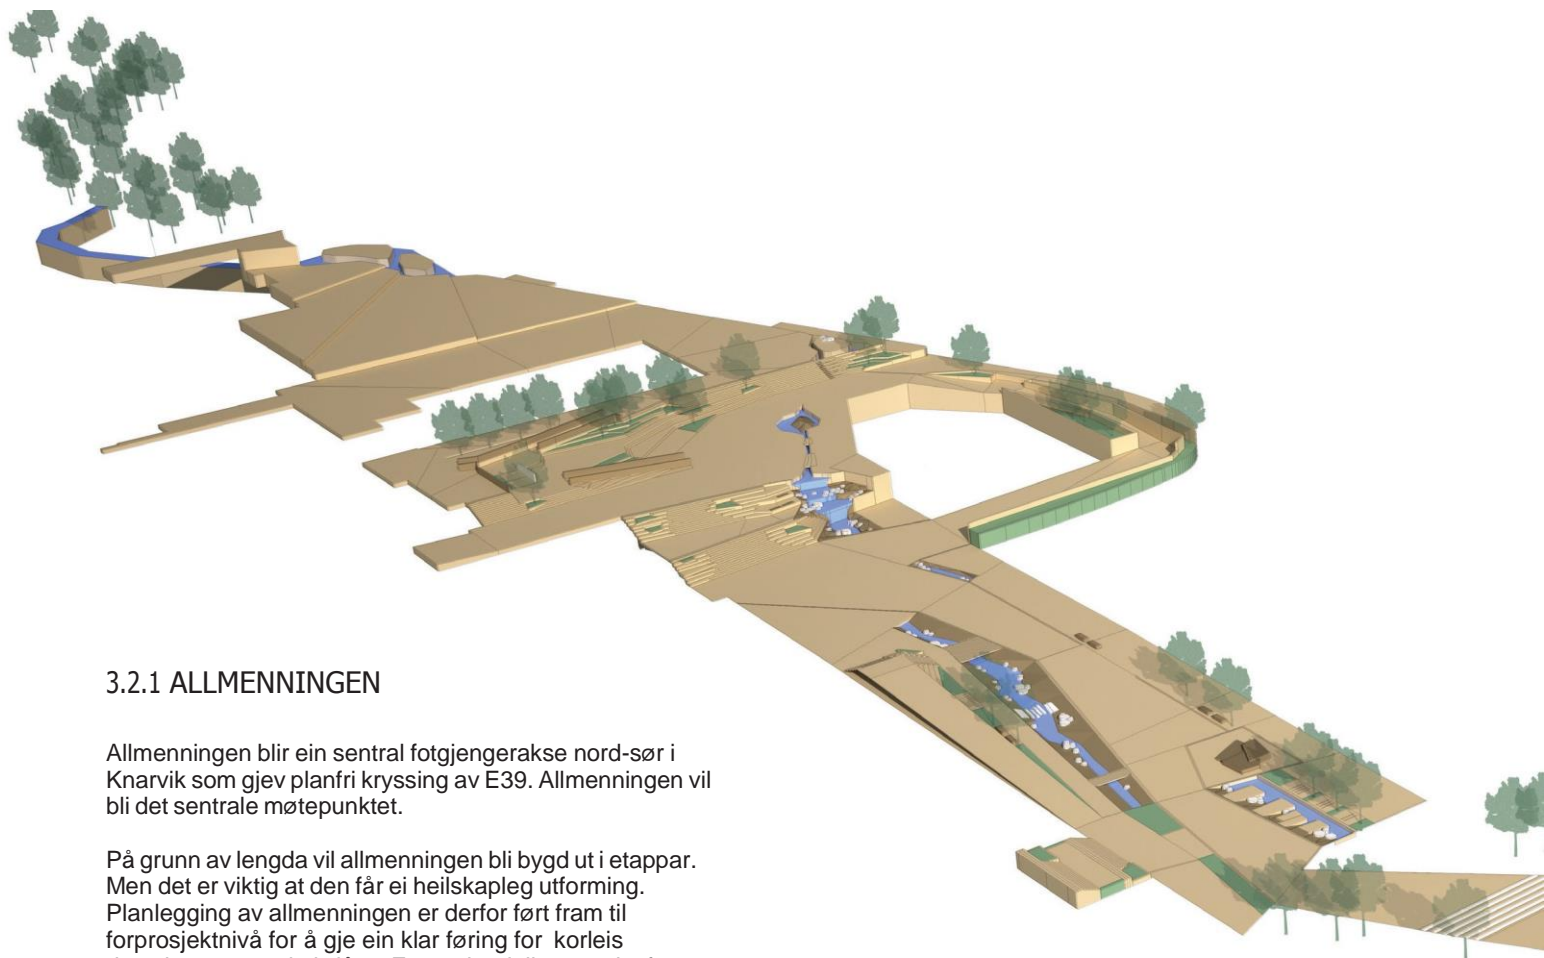 3.2.1 ALLMENNINGEN
Allmenningen blir ein sentral fotgjengerakse nord-sør i
Knarvik som gjev planfri kryssing av E39. Allmenningen vil
bli det sentrale møtepunktet.
På grunn av lengda vil allmenningen bli bygd ut i etappar.
Men det er viktig at den får ei heilskapleg utforming.
Planlegging av allmenningen er derfor ført fram til
forprosjektnivå for å gje ein klar føring for korleis